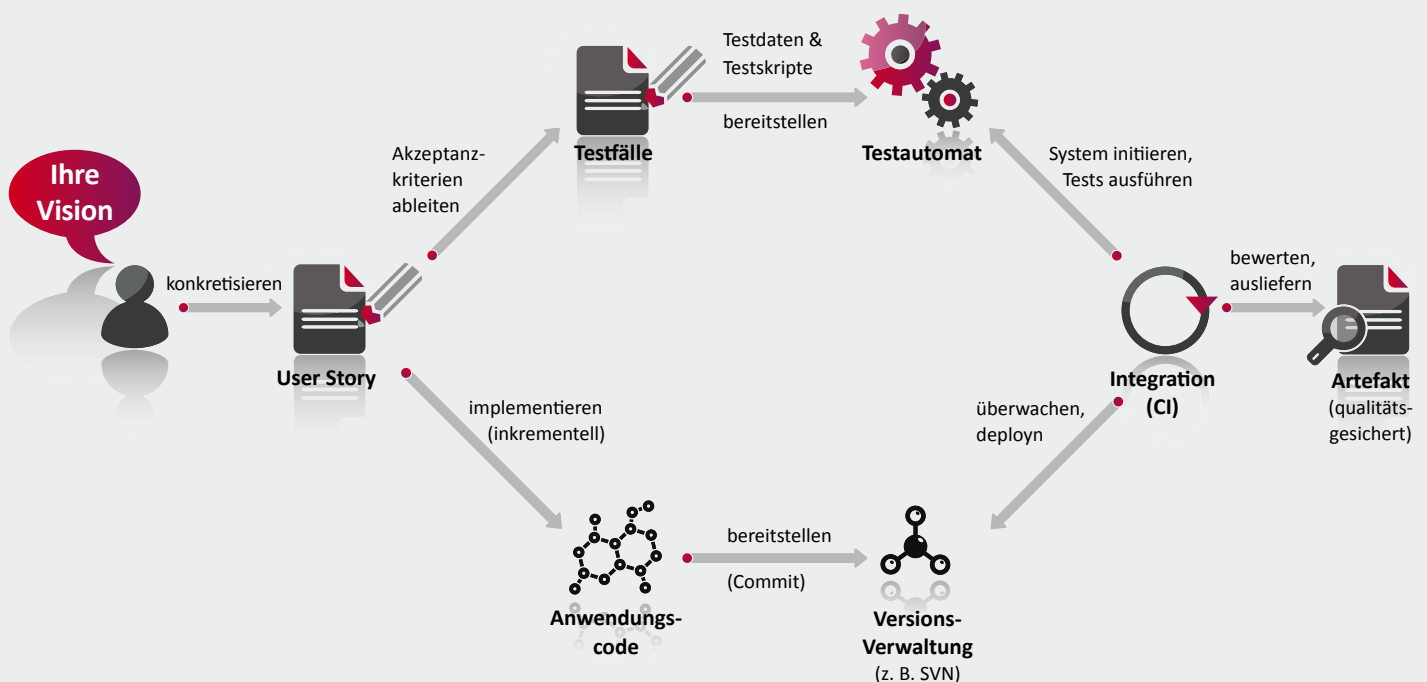 Ihre
Vision
konkretisieren
User Story
Akzeptanz-
kriterien
ableiten
Testfälle
Testdaten &
Testskripte
bereitstellen
Testautomat
System initiieren,
Tests ausführen
implementieren
(inkrementell)
Anwendungs-
code
bereitstellen
(Commit)
Versions-
Verwaltung
(z. B. SVN)
überwachen,
deployn
Integration
(CI)
bewerten,
ausliefern
Artefakt
(qualitäts-
gesichert)